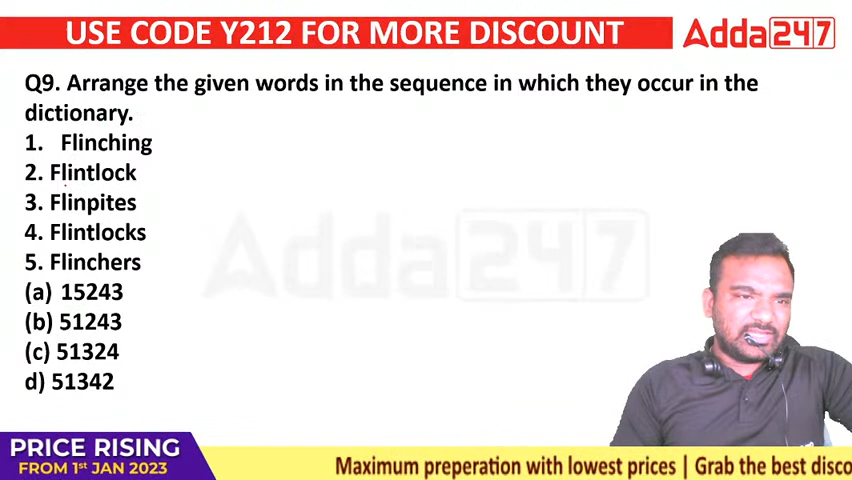 USE CODE Y212 FOR MORE DISCOUNT
Adda247
Q9. Arrange the given words in the sequence in which they occur in the
dictionary.
1. Flinching
2. Flintlock
3. Flinpites
4. Flintlocks
5. Flinchers
(a) 15243
(b) 51243
(c) 51324
d) 51342
Adda247
PRICE RISING
FROM 1st JAN 2023
Maximum preperation with lowest prices | Grab the best disco